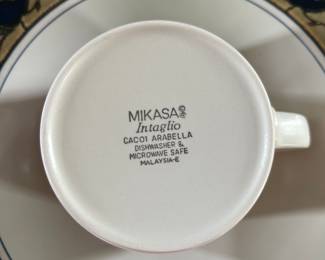 MIKASA
Intaglio
CAC01 ARABELLA
DISHWASHER &
MICROWAVE SAFE
MALAYSIA-E